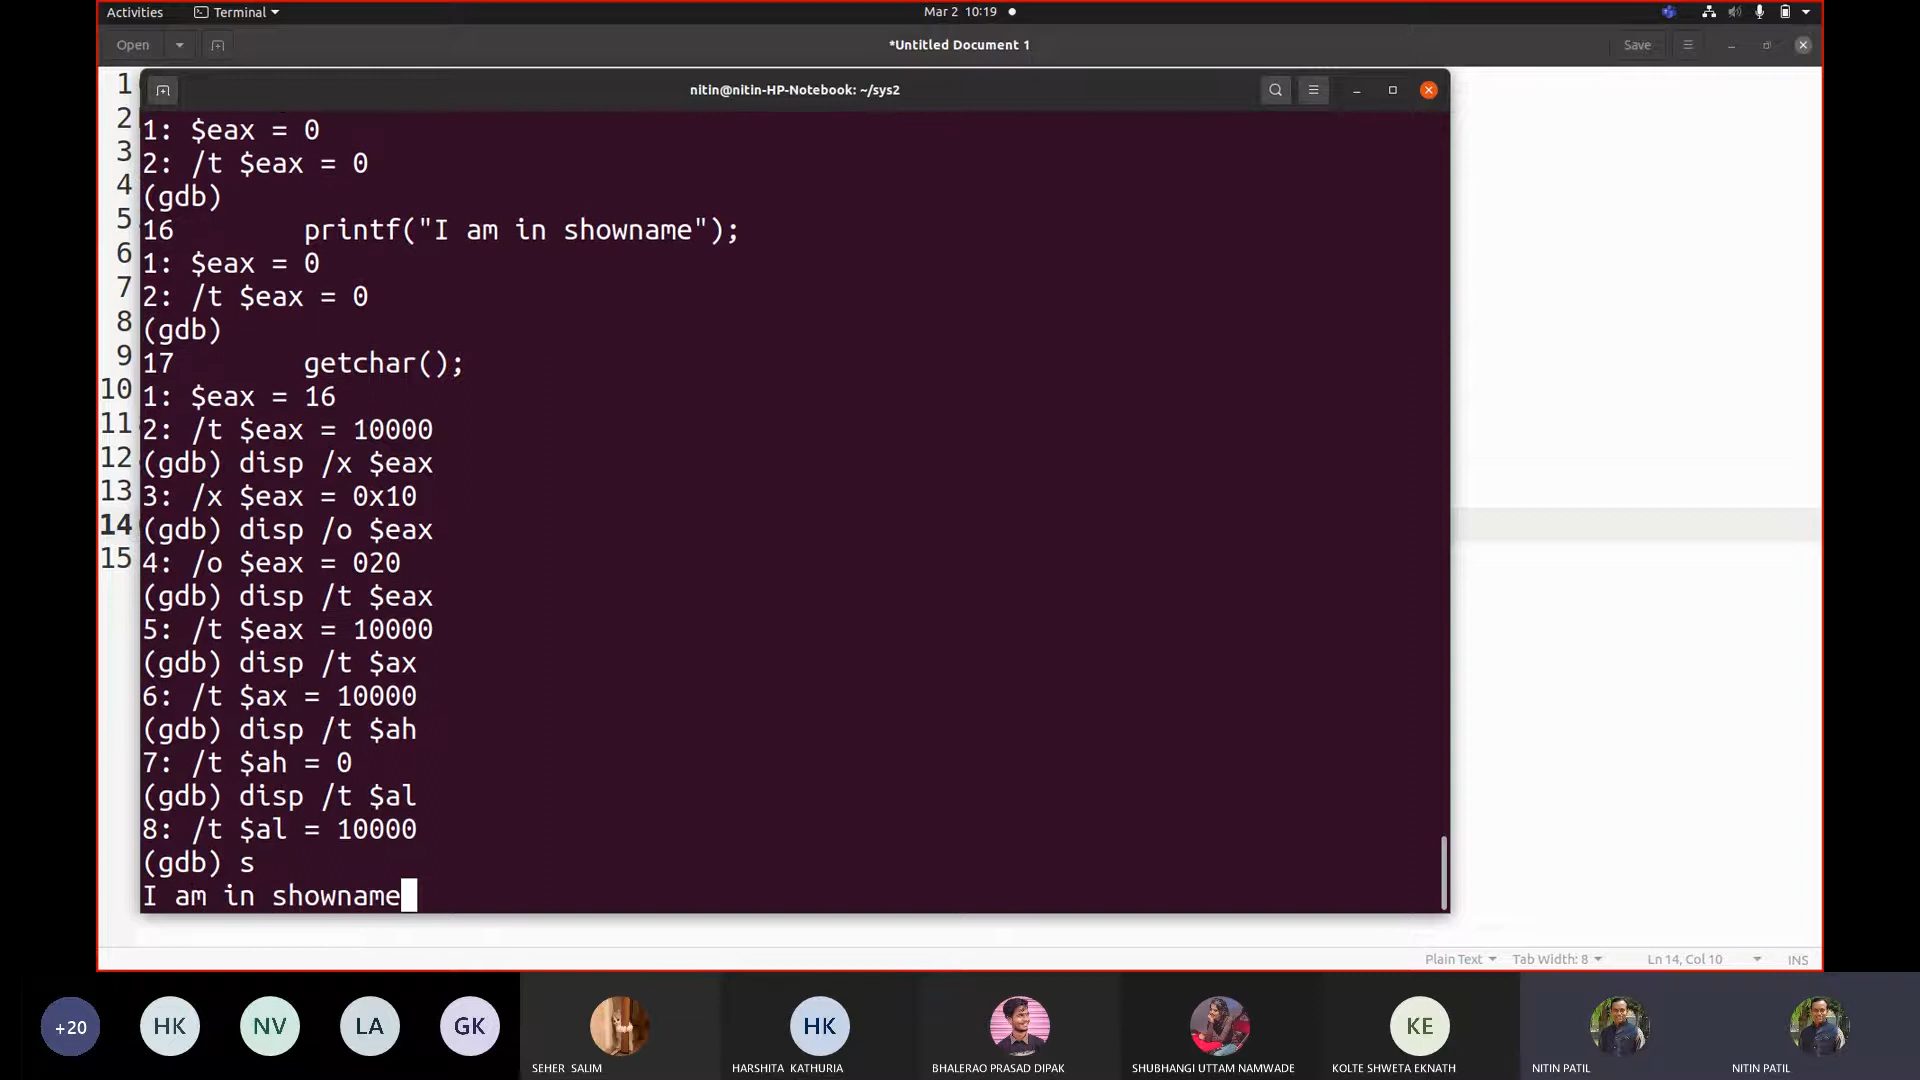 Activities Terminal Mar 2 10:19
Open *Untitled Document 1 Save
nitin@nitin-HP-Notebook: ~/sys2
1
2
3
4
5
6
7
8
9
10
11
12
13
14
15
1: $eax = 0
2: /t $eax = 0
(gdb)
16 printf("I am in showname");
1: $eax = 0
2: /t $eax = 0
(gdb)
17 getchar();
1: $eax = 16
2: /t $eax = 10000
(gdb) disp /x $eax
3: /x $eax = 0x10
(gdb) disp /o $eax
4: /o $eax = 020
(gdb) disp /t $eax
5: /t $eax = 10000
(gdb) disp /t $ax
6: /t $ax = 10000
(gdb) disp /t $ah
7: /t $ah = 0
(gdb) disp /t $al
8: /t $al = 10000
(gdb) s
I am in showname
Plain Text Tab Width: 8 Ln 14, Col 10 INS
+20 HK NV LA GK HK KE
SEHER SALIM HARSHITA KATHURIA BHALERAO PRASAD DIPAK SHUBHANGI UTTAM NAMWADE KOLTE SHWETA EKNATH NITIN PATIL NITIN PATIL